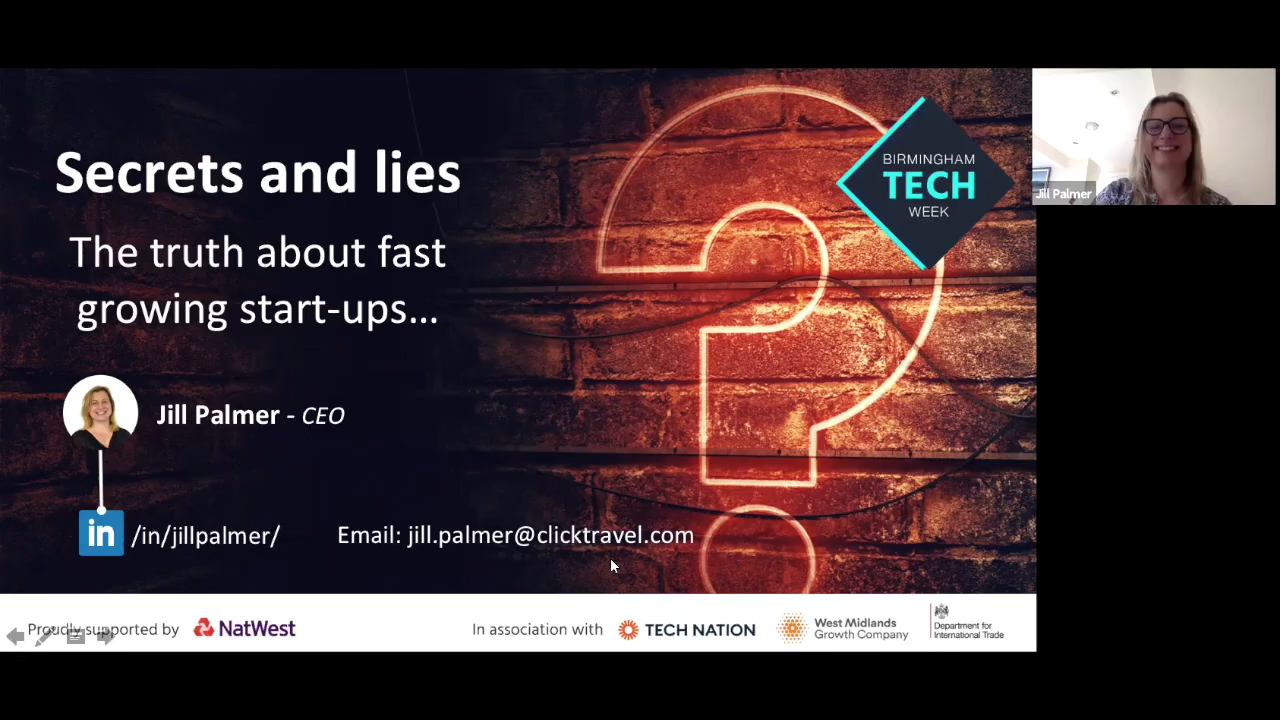 Secrets and lies
The truth about fast
growing start-ups...
Jill Palmer - CEO
in /in/jillpalmer/
Email: jill.palmer@clicktravel.com
BIRMINGHAM
TECH
WEEK
Jill Palmer
Proudly supported by
NatWest
In association with
TECH NATION
West Midlands
Growth Company
Department for
International Trade